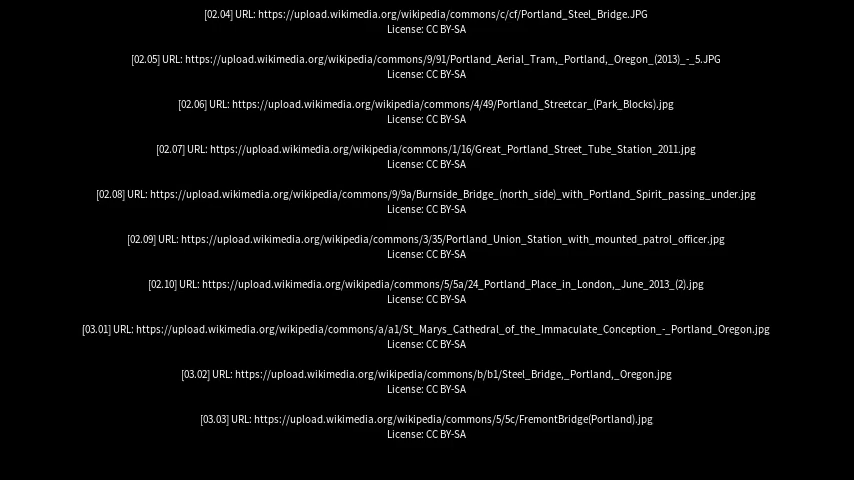 [02.04] URL: https://upload.wikimedia.org/wikipedia/commons/c/cf/Portland_Steel_Bridge.JPG
License: CC BY-SA
[02.05] URL: https://upload.wikimedia.org/wikipedia/commons/9/91/Portland_Aerial_Tram,_Portland,_Oregon_(2013)_-_5.JPG
License: CC BY-SA
[02.06] URL: https://upload.wikimedia.org/wikipedia/commons/4/49/Portland_Streetcar_(Park_Blocks).jpg
License: CC BY-SA
[02.07] URL: https://upload.wikimedia.org/wikipedia/commons/1/16/Great_Portland_Street_Tube_Station_2011.jpg
License: CC BY-SA
[02.08] URL: https://upload.wikimedia.org/wikipedia/commons/9/9a/Burnside_Bridge_(north_side)_with_Portland_Spirit_passing_under.jpg
License: CC BY-SA
[02.09] URL: https://upload.wikimedia.org/wikipedia/commons/3/35/Portland_Union_Station_with_mounted_patrol_officer.jpg
License: CC BY-SA
[02.10] URL: https://upload.wikimedia.org/wikipedia/commons/5/5a/24_Portland_Place_in_London,_June_2013_(2).jpg
License: CC BY-SA
[03.01] URL: https://upload.wikimedia.org/wikipedia/commons/a/a1/St_Marys_Cathedral_of_the_Immaculate_Conception_-_Portland_Oregon.jpg
License: CC BY-SA
[03.02] URL: https://upload.wikimedia.org/wikipedia/commons/b/b1/Steel_Bridge,_Portland,_Oregon.jpg
License: CC BY-SA
[03.03] URL: https://upload.wikimedia.org/wikipedia/commons/5/5c/FremontBridge(Portland).jpg
License: CC BY-SA